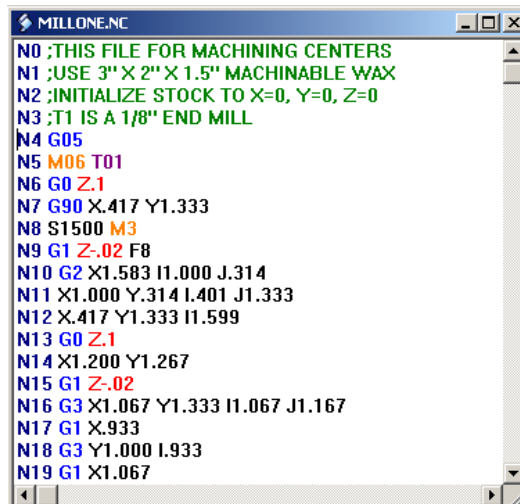 MILLONE.NC
N0 ;THIS FILE FOR MACHINING CENTERS
N1 ;USE 3" X 2" X 1.5" MACHINABLE WAX
N2 ;INITIALIZE STOCK TO X=0, Y=0, Z=0
N3 ;T1 IS A 1/8" END MILL
N4 G05
N5 M06 T01
N6 G0 Z.1
N7 G90 X.417 Y1.333
N8 S1500 M3
N9 G1 Z-.02 F8
N10 G2 X1.583 I1.000 J.314
N11 X1.000 Y.314 I.401 J1.333
N12 X.417 Y1.333 I1.599
N13 G0 Z.1
N14 X1.200 Y1.267
N15 G1 Z-.02
N16 G3 X1.067 Y1.333 I1.067 J1.167
N17 G1 X.933
N18 G3 Y1.000 I.933
N19 G1 X1.067